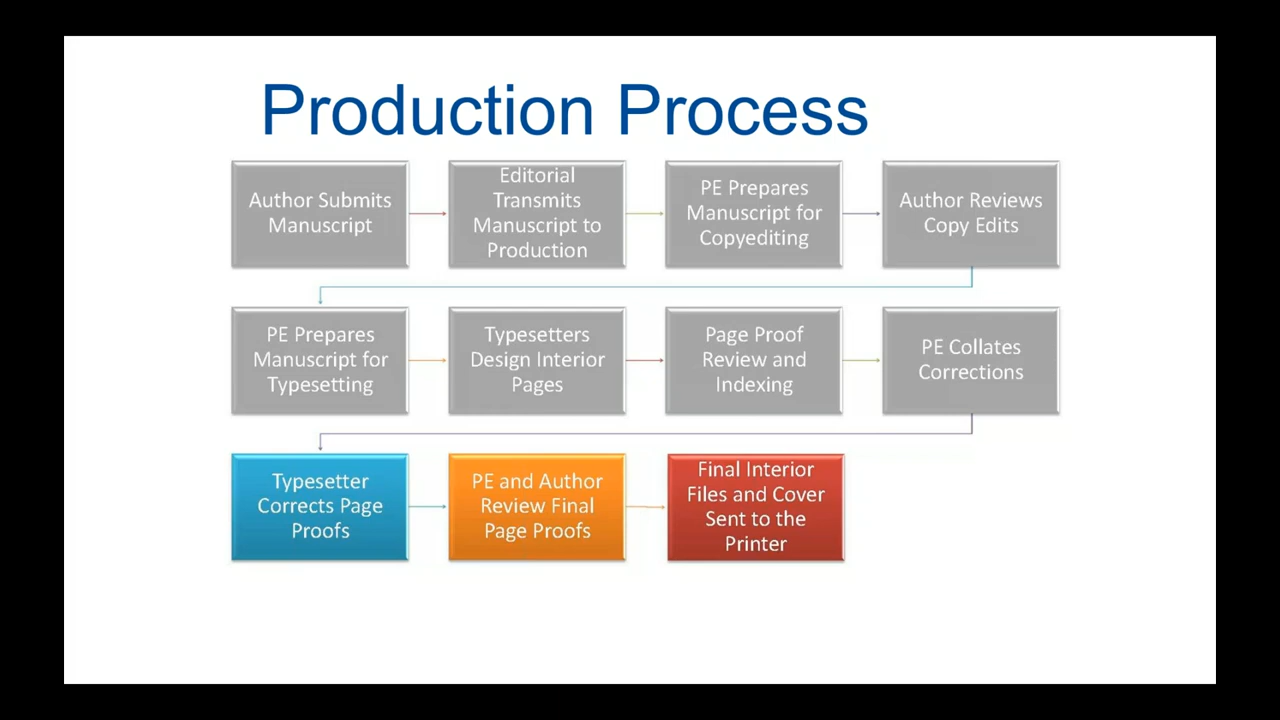 Production Process
Author Submits
Manuscript
Editorial
Transmits
Manuscript to
Production
PE Prepares
Manuscript for
Copyediting
Author Reviews
Copy Edits
PE Prepares
Manuscript for
Typesetting
Typesetters
Design Interior
Pages
Page Proof
Review and
Indexing
PE Collates
Corrections
Typesetter
Corrects Page
Proofs
PE and Author
Review Final
Page Proofs
Final Interior
Files and Cover
Sent to the
Printer